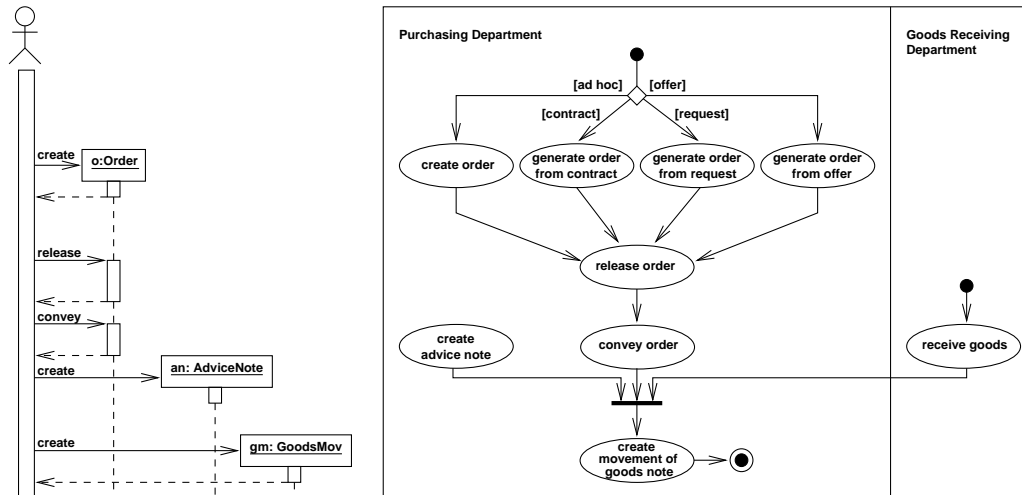 create
o:Order
release
convey
create
an: AdviceNote
create
gm: GoodsMov
Purchasing Department
Goods Receiving
Department
[ad hoc]
[offer]
[contract]
[request]
create order
generate order
from contract
generate order
from request
generate order
from offer
release order
create
advice note
convey order
receive goods
create
movement of
goods note